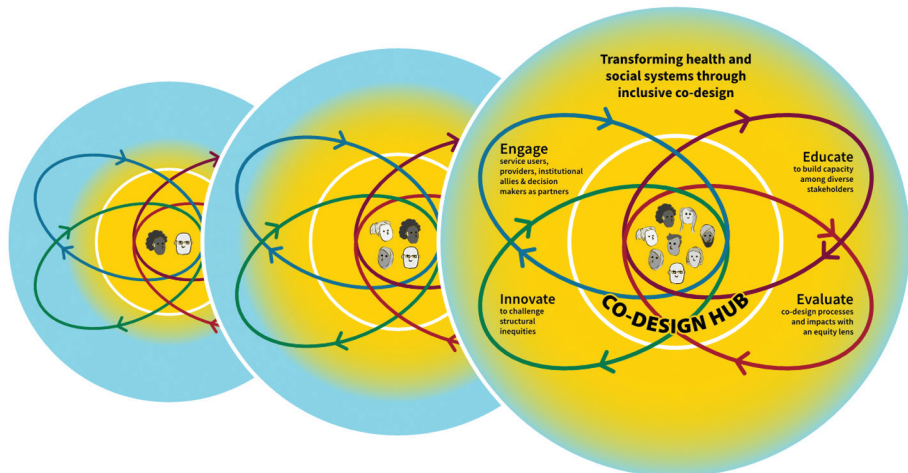 Transforming health and
social systems through
inclusive co-design
Engage
service users,
providers, institutional
allies & decision
makers as partners
Educate
to build capacity
among diverse
stakeholders
Innovate
to challenge
structural
inequities
Evaluate
co-design processes
and impacts with
an equity lens
CO-DESIGN HUB